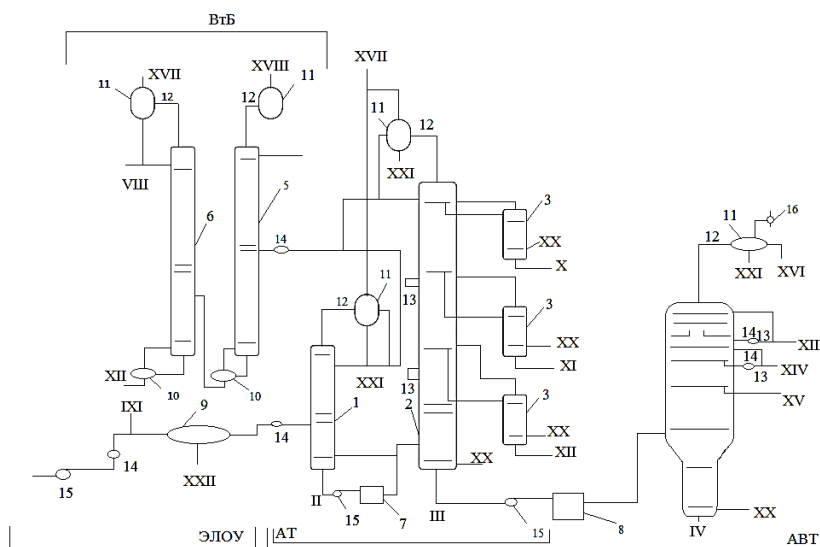 ВтБ
XVII
XVIII
XVII
11
12
12
11
11
12
XXI
VIII
5
6
14
3
XX
X
11
16
12
XXI
XVI
12
11
13
3
XX
XI
14
13
XII
14
13
XIV
XV
XII
10
10
XXI
13
3
XX
XII
IXI
9
14
1
2
14
XXII
15
II
15
7
XX
III
15
8
XX
IV
ЭЛОУ
АТ
АВТ